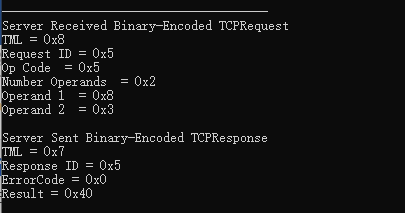 Server Received Binary-Encoded TCPRequest
TML = 0x8
Request ID = 0x5
Op Code  = 0x5
Number Operands  = 0x2
Operand 1  = 0x8
Operand 2  = 0x3
Server Sent Binary-Encoded TCPResponse
TML = 0x7
Response ID = 0x5
ErrorCode = 0x0
Result = 0x40